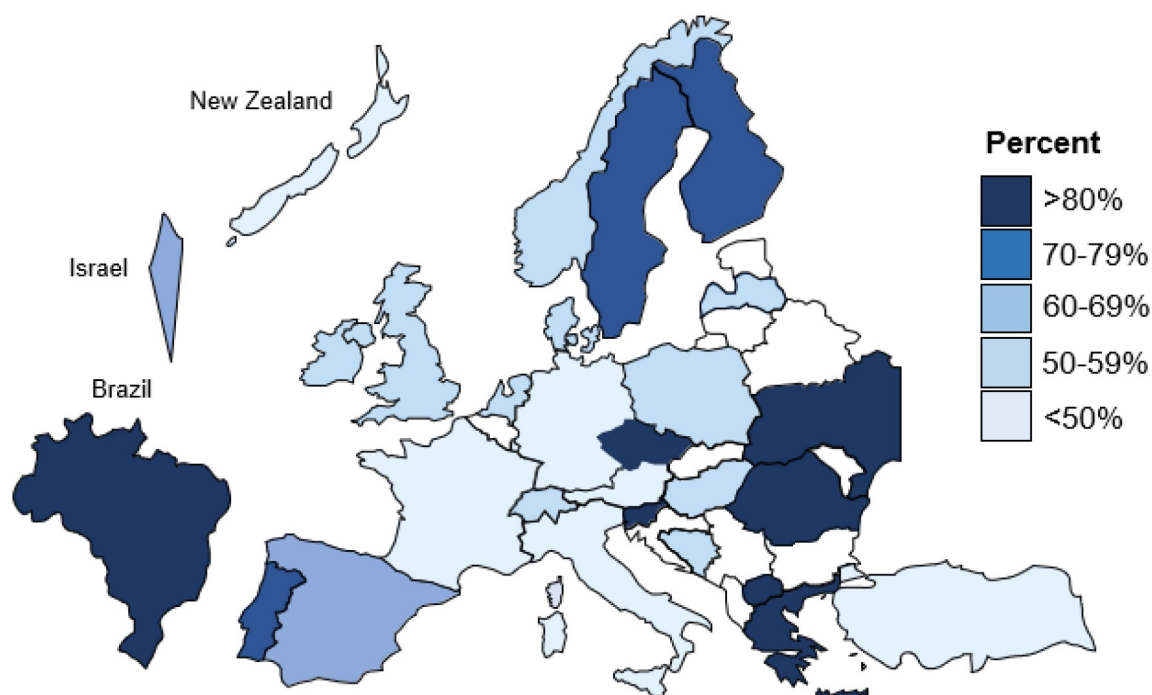 New Zealand
Israel
Brazil
Percent
>80%
70-79%
60-69%
50-59%
<50%